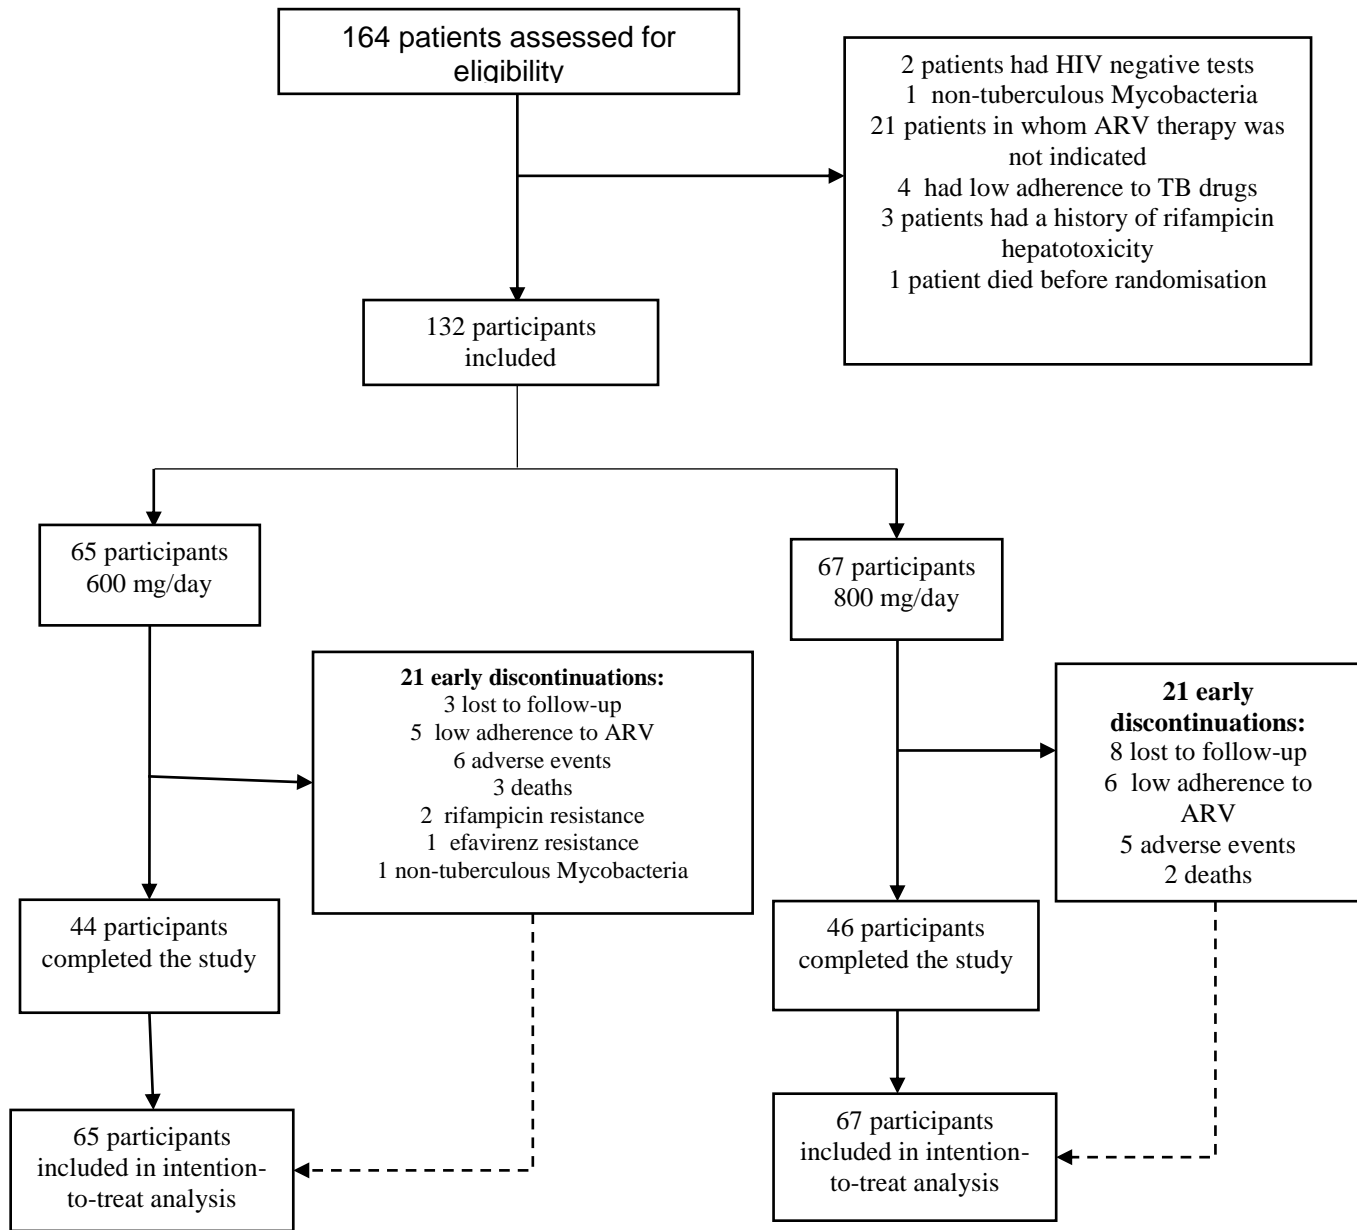 164 patients assessed for
eligibility
2 patients had HIV negative tests
1 non-tuberculous Mycobacteria
21 patients in whom ARV therapy was
not indicated
4 had low adherence to TB drugs
3 patients had a history of rifampicin
hepatotoxicity
1 patient died before randomisation
132 participants
included
65 participants
600 mg/day
67 participants
800 mg/day
21 early discontinuations:
3 lost to follow-up
5 low adherence to ARV
6 adverse events
3 deaths
2 rifampicin resistance
1 efavirenz resistance
1 non-tuberculous Mycobacteria
21 early
discontinuations:
8 lost to follow-up
6 low adherence to
ARV
5 adverse events
2 deaths
44 participants
completed the study
46 participants
completed the study
65 participants
included in intention-
to-treat analysis
67 participants
included in intention-
to-treat analysis